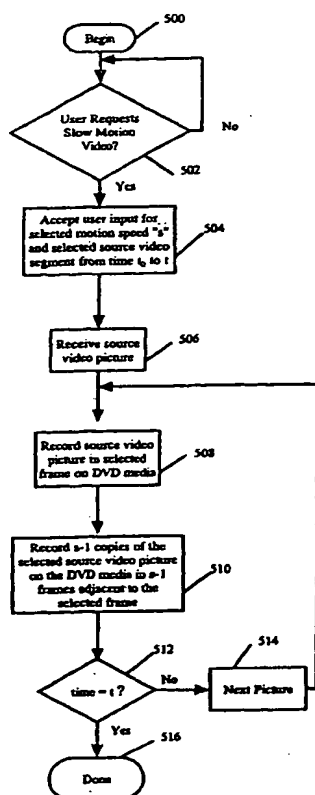 500
Begin
User Requests
Slow Motion
Video?
No
502
Yes
Accept user input for
selected motion speed "s"
and selected source video
segment from time t0 to t
504
506
Receive source
video picture
Record source video
picture in selected
frame on DVD media
508
Record s-1 copies of the
selected source video picture
on the DVD media in s-1
frames adjacent to the
selected frame
510
512
514
time = t ?
No
Next Picture
Yes
516
Done